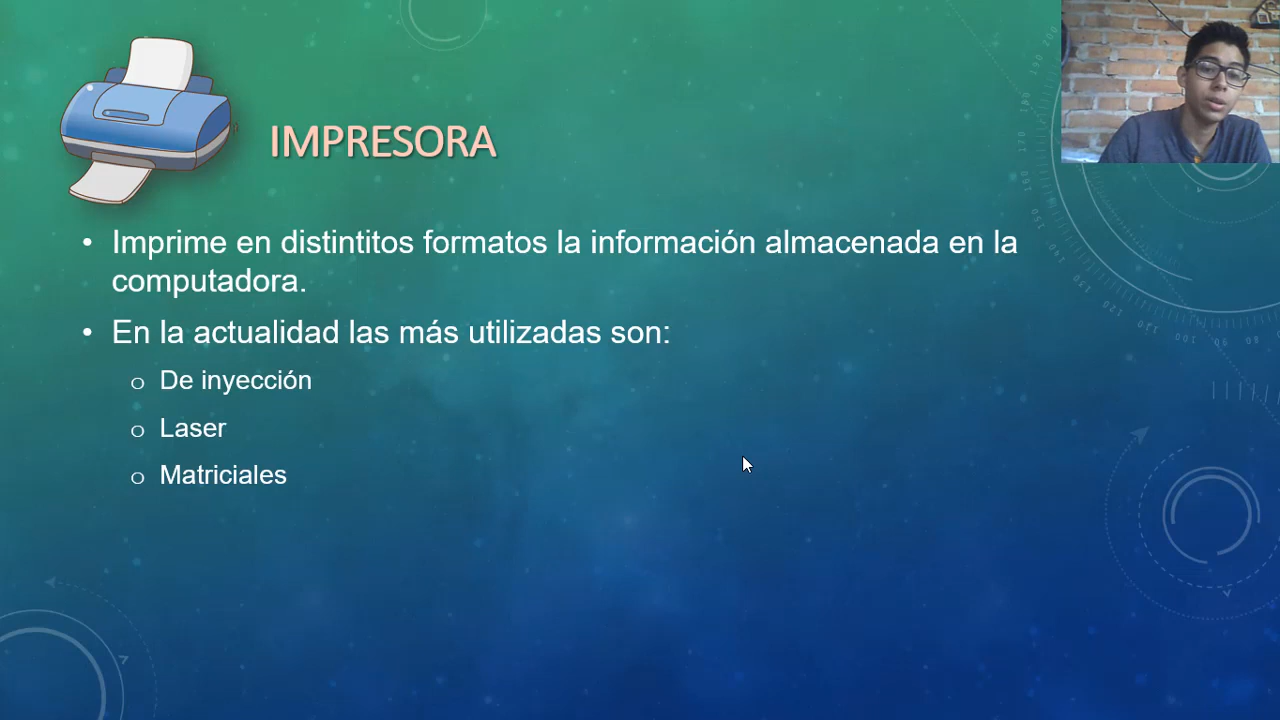 IMPRESORA
• Imprime en distintitos formatos la información almacenada en la
computadora.
• En la actualidad las más utilizadas son:
o De inyección
o Laser
o Matriciales